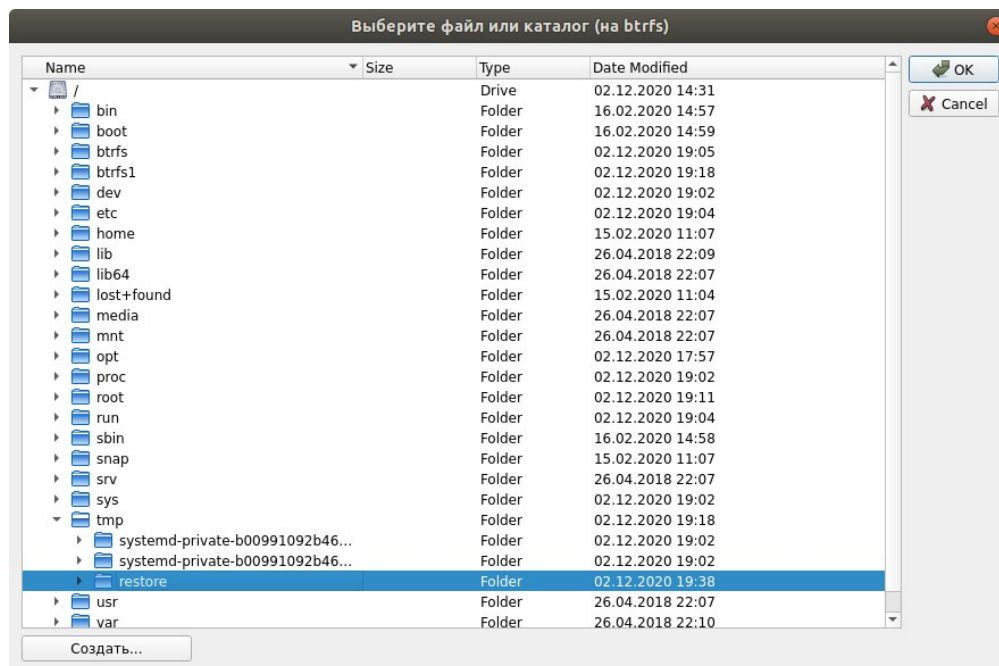 Выберите файл или каталог (на btrfs)
Name Size Type Date Modified
/ Drive 02.12.2020 14:31
bin Folder 16.02.2020 14:57
boot Folder 16.02.2020 14:59
btrfs Folder 02.12.2020 19:05
btrfs1 Folder 02.12.2020 19:18
dev Folder 02.12.2020 19:02
etc Folder 02.12.2020 19:04
home Folder 15.02.2020 11:07
lib Folder 26.04.2018 22:09
lib64 Folder 26.04.2018 22:07
lost+found Folder 15.02.2020 11:04
media Folder 26.04.2018 22:07
mnt Folder 26.04.2018 22:07
opt Folder 02.12.2020 17:57
proc Folder 02.12.2020 19:02
root Folder 02.12.2020 19:11
run Folder 02.12.2020 19:04
sbin Folder 16.02.2020 14:58
snap Folder 15.02.2020 11:07
srv Folder 26.04.2018 22:07
sys Folder 02.12.2020 19:02
tmp Folder 02.12.2020 19:18
systemd-private-b00991092b46... Folder 02.12.2020 19:02
systemd-private-b00991092b46... Folder 02.12.2020 19:02
restore Folder 02.12.2020 19:38
usr Folder 26.04.2018 22:07
var Folder 26.04.2018 22:10
OK
Cancel
Создать...